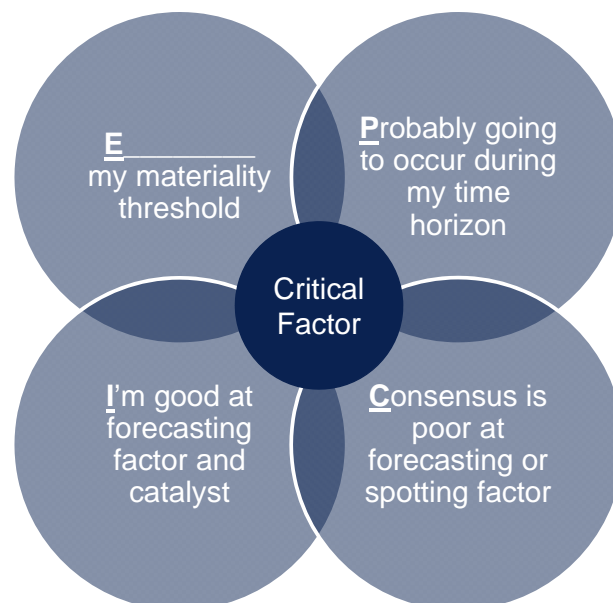 E_________
my materiality
threshold
Probably going
to occur during
my time
horizon
Critical
Factor
I'm good at
forecasting
factor and
catalyst
Consensus is
poor at
forecasting or
spotting factor